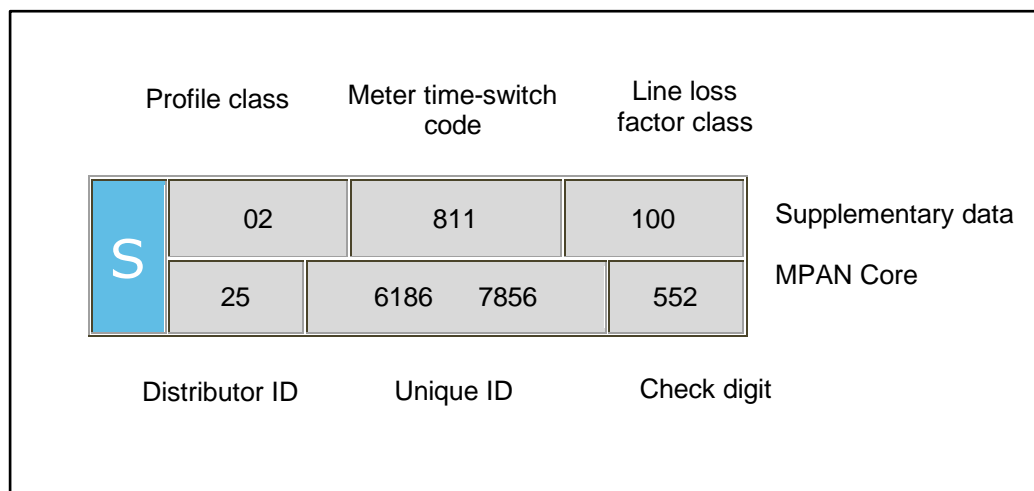 Profile class
Meter time-switch
code
Line loss
factor class
S
02
811
100
Supplementary data
25
6186 7856
552
MPAN Core
Distributor ID
Unique ID
Check digit